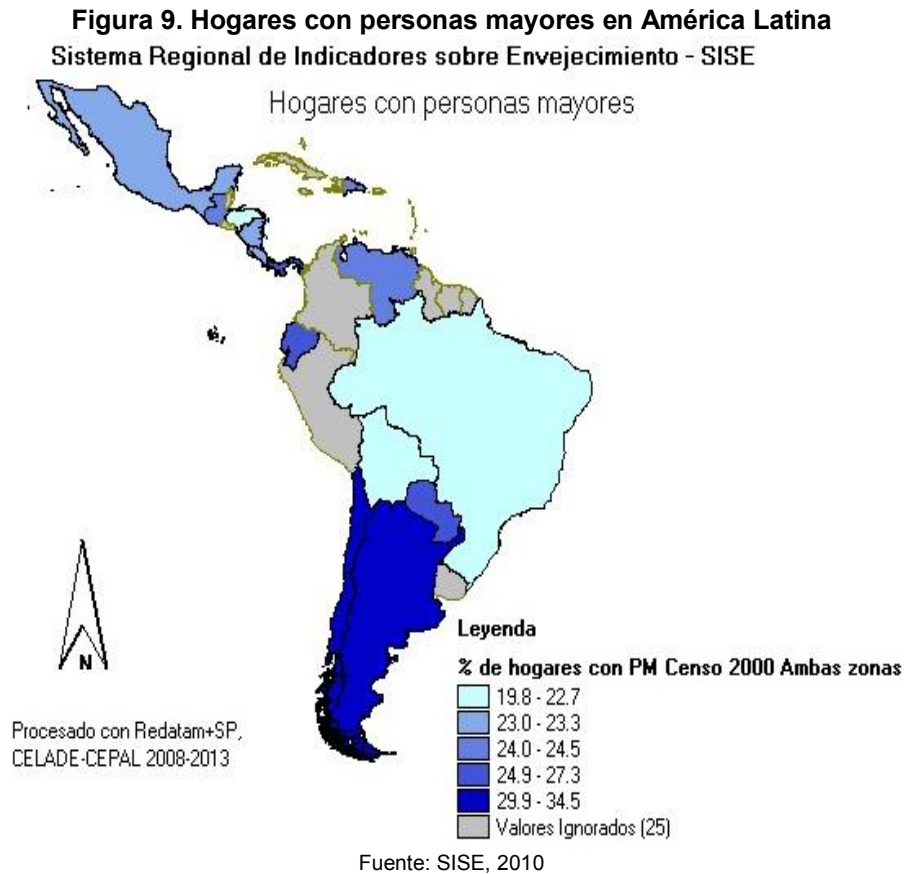 Figura 9. Hogares con personas mayores en América Latina
Sistema Regional de Indicadores sobre Envejecimiento - SISE
Hogares con personas mayores
N
Procesado con Redatam+SP,
CELADE-CEPAL 2008-2013
Leyenda
% de hogares con PM Censo 2000 Ambas zonas
19.8 - 22.7
23.0 - 23.3
24.0 - 24.5
24.9 - 27.3
29.9 - 34.5
Valores Ignorados (25)
Fuente: SISE, 2010